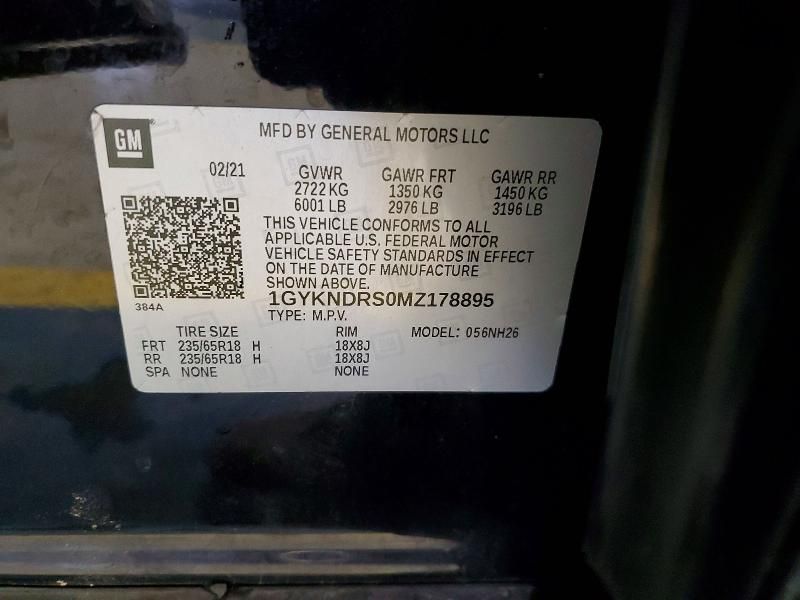 GM
MFD BY GENERAL MOTORS LLC
02/21 GVWR GAWR FRT GAWR RR
2722 KG 1350 KG 1450 KG
6001 LB 2976 LB 3196 LB
THIS VEHICLE CONFORMS TO ALL
APPLICABLE U.S. FEDERAL MOTOR
VEHICLE SAFETY STANDARDS IN EFFECT
ON THE DATE OF MANUFACTURE
SHOWN ABOVE.
1GYKNDRS0MZ178895
384A
TYPE: M.P.V.
TIRE SIZE RIM MODEL: 056NH26
FRT 235/65R18 H 18X8J
RR 235/65R18 H 18X8J
SPA NONE NONE